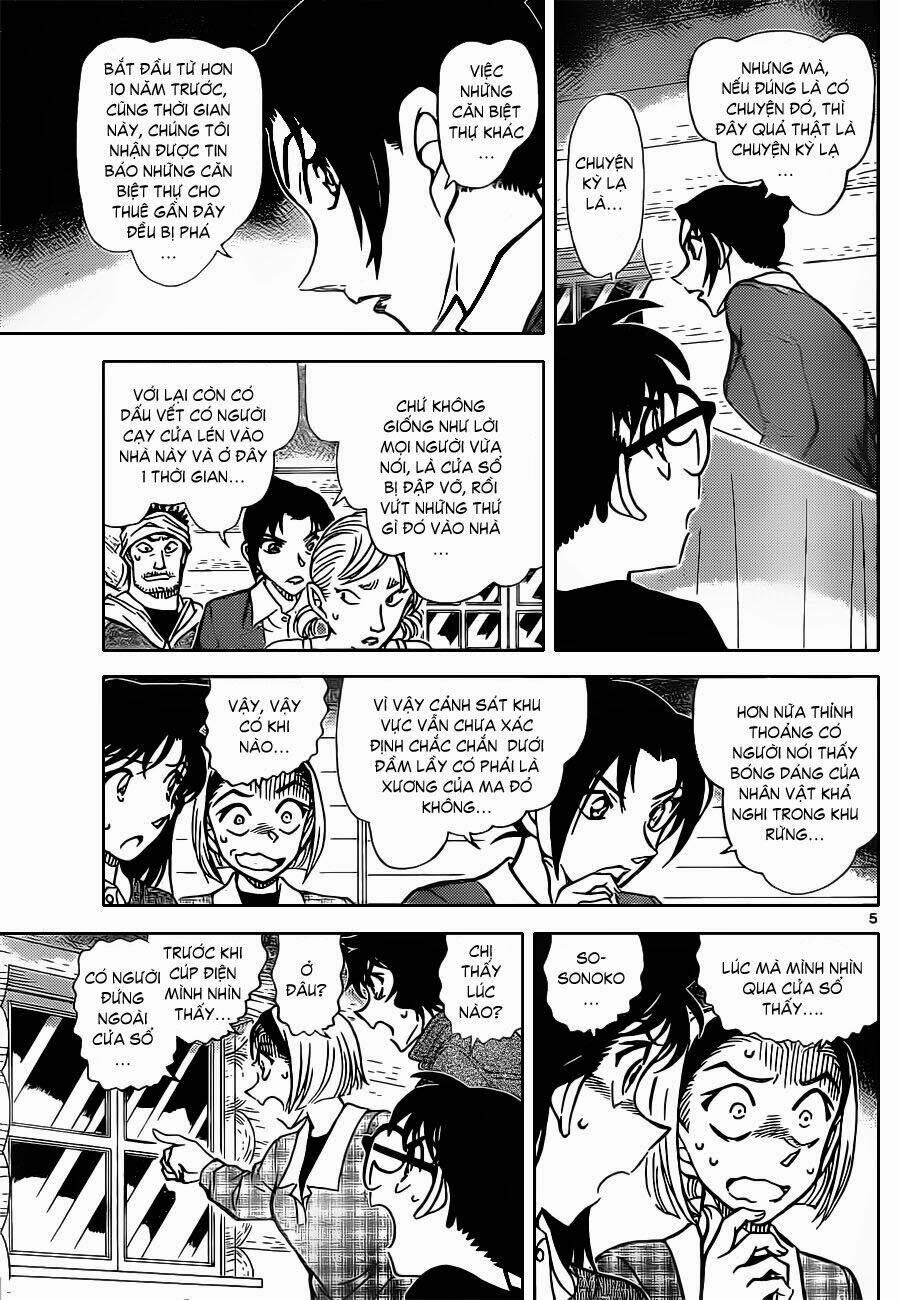 NHƯNG MÀ,
NẾU ĐÚNG LÀ CÓ
CHUYỆN ĐÓ, THÌ
ĐÂY QUẢ THẬT LÀ
CHUYỆN KỲ LẠ
...
CHUYỆN
KỲ LẠ
LÀ...
VIỆC
NHỮNG
CĂN BIỆT
THỰ KHÁC
...
BẮT ĐẦU TỪ HƠN
10 NĂM TRƯỚC,
CŨNG THỜI GIAN
NÀY, CHÚNG TÔI
NHẬN ĐƯỢC TIN
BÁO NHỮNG CĂN
BIỆT THỰ CHO
THUÊ GẦN ĐÂY
ĐỀU BỊ PHÁ
...
CHỨ KHÔNG
GIỐNG NHƯ LỜI
MỌI NGƯỜI VỪA
NÓI, LÀ CỬA SỔ
BỊ ĐẬP VỠ, RỒI
VỨT NHỮNG THỨ
GÌ ĐÓ VÀO NHÀ
...
VỚI LẠI CÒN CÓ
DẤU VẾT CÓ NGƯỜI
CẠY CỬA LÉN VÀO
NHÀ NÀY VÀ Ở ĐÂY
1 THỜI GIAN...
HƠN NỮA THỈNH
THOẢNG CÓ
NGƯỜI NÓI THẤY
BÓNG DÁNG CỦA
NHÂN VẬT KHẢ
NGHI TRONG KHU
RỪNG...
VÌ VẬY CẢNH SÁT KHU
VỰC VẪN CHƯA XÁC
ĐỊNH CHẮC CHẮN DƯỚI
ĐẦM LẦY CÓ PHẢI LÀ
XƯƠNG CỦA MA ĐÓ
KHÔNG...
VẬY, VẬY
CÓ KHI
NÀO...
5
LÚC MÀ MÌNH NHÌN
QUA CỬA SỔ
THẤY....
SO-
SONOKO
...
CHỊ
THẤY
LÚC
NÀO?
Ở
ĐÂU?
TRƯỚC KHI
CÚP ĐIỆN
MÌNH NHÌN
THẤY...
CÓ NGƯỜI
ĐỨNG
NGOÀI
CỬA SỔ
...